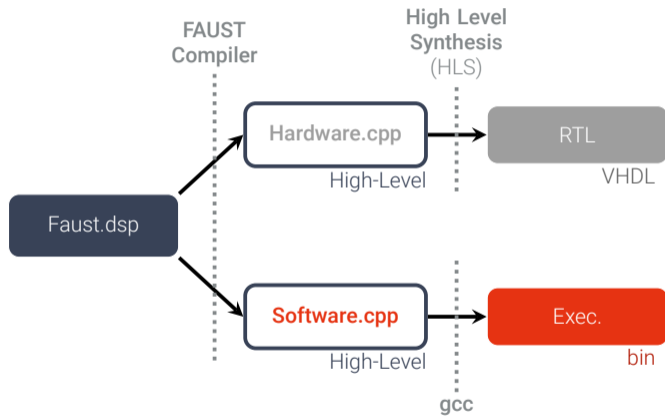 FAUST
Compiler
High Level
Synthesis
(HLS)
Hardware.cpp
RTL
High-Level
VHDL
Faust.dsp
Software.cpp
Exec.
High-Level
bin
gcc